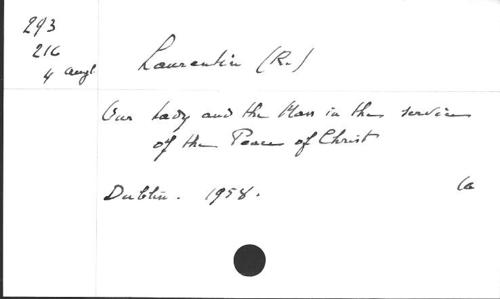 293
216
4 angl
Laurentin (R.)
Our Lady and the Mass in the service
of the Peace of Christ
Dublin. 1958.